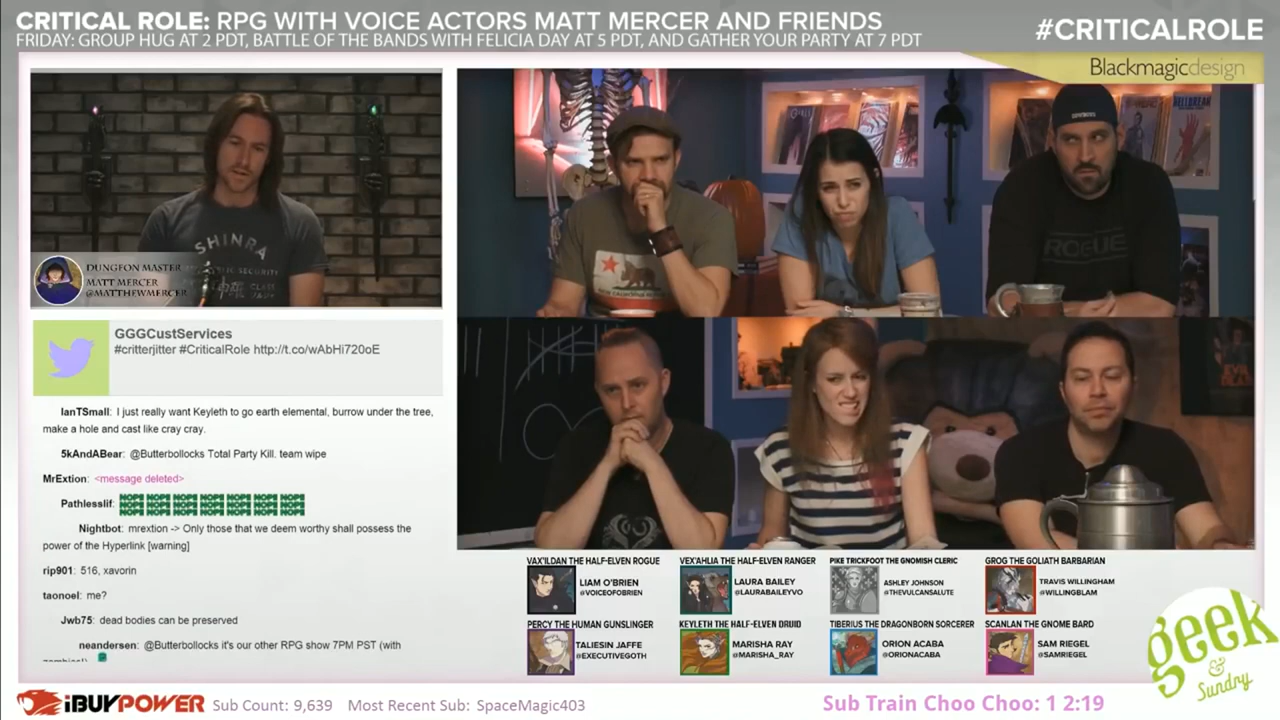 CRITICAL ROLE: RPG WITH VOICE ACTORS MATT MERCER AND FRIENDS
FRIDAY: GROUP HUG AT 2 PDT, BATTLE OF THE BANDS WITH FELICIA DAY AT 5 PDT, AND GATHER YOUR PARTY AT 7 PDT
#CRITICALROLE
Blackmagicdesign
SHINRA
SECURITY
DUNGEON MASTER
MATT MERCER
@MATTHEWMERCER
ROGUE
GGGCustServices
#critterjitter #CriticalRole http://t.co/wAbHi720oE
IanTSmall: I just really want Keyleth to go earth elemental, burrow under the tree,
make a hole and cast like cray cray.
5kAndABear: @Butterbollocks Total Party Kill. team wipe
MrExtion: <message deleted>
Pathlesslif: NOPE NOPE NOPE NOPE NOPE NOPE NOPE
NOPE NOPE NOPE NOPE NOPE NOPE NOPE
Nightbot: mrextion -> Only those that we deem worthy shall possess the
power of the Hyperlink [warning]
rip901: 516, xavorin
taonoel: me?
Jwb75: dead bodies can be preserved
neandersen: @Butterbollocks it's our other RPG show 7PM PST (with
zombies!)
VAX'ILDAN THE HALF-ELVEN ROGUE
LIAM O'BRIEN
@VOICEOFOBRIEN
VEX'AHLIA THE HALF-ELVEN RANGER
LAURA BAILEY
@LAURABAILEYVO
PIKE TRICKFOOT THE GNOMISH CLERIC
ASHLEY JOHNSON
@THEVULCANSALUTE
GROG THE GOLIATH BARBARIAN
TRAVIS WILLINGHAM
@WILLINGBLAM
PERCY THE HUMAN GUNSLINGER
TALIESIN JAFFE
@EXECUTIVEGOTH
KEYLETH THE HALF-ELVEN DRUID
MARISHA RAY
@MARISHA_RAY
TIBERIUS THE DRAGONBORN SORCERER
ORION ACABA
@ORIONACABA
SCANLAN THE GNOME BARD
SAM RIEGEL
@SAMRIEGEL
geek
&
Sundry
iBUYPOWER
Sub Count: 9,639 Most Recent Sub: SpaceMagic403
Sub Train Choo Choo: 1 2:19